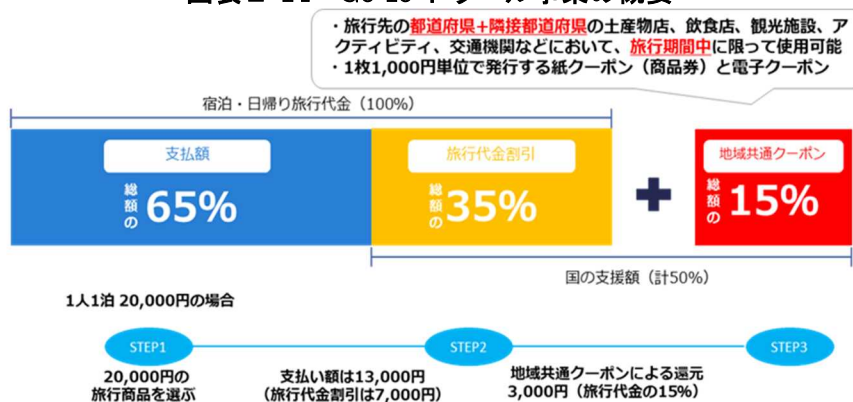 ・旅行先の都道府県+隣接都道府県の土産物店、飲食店、観光施設、ア
クティビティ、交通機関などにおいて、旅行期間中に限って使用可能
・1枚1,000円単位で発行する紙クーポン（商品券）と電子クーポン
宿泊・日帰り旅行代金（100%）
支払額
総額の65%
旅行代金割引
総額の35%
+
地域共通クーポン
総額の15%
国の支援額（計50%）
1人1泊 20,000円の場合
STEP1
STEP2
STEP3
20,000円の
旅行商品を選ぶ
支払い額は13,000円
（旅行代金割引は7,000円）
地域共通クーポンによる還元
3,000円（旅行代金の15%）